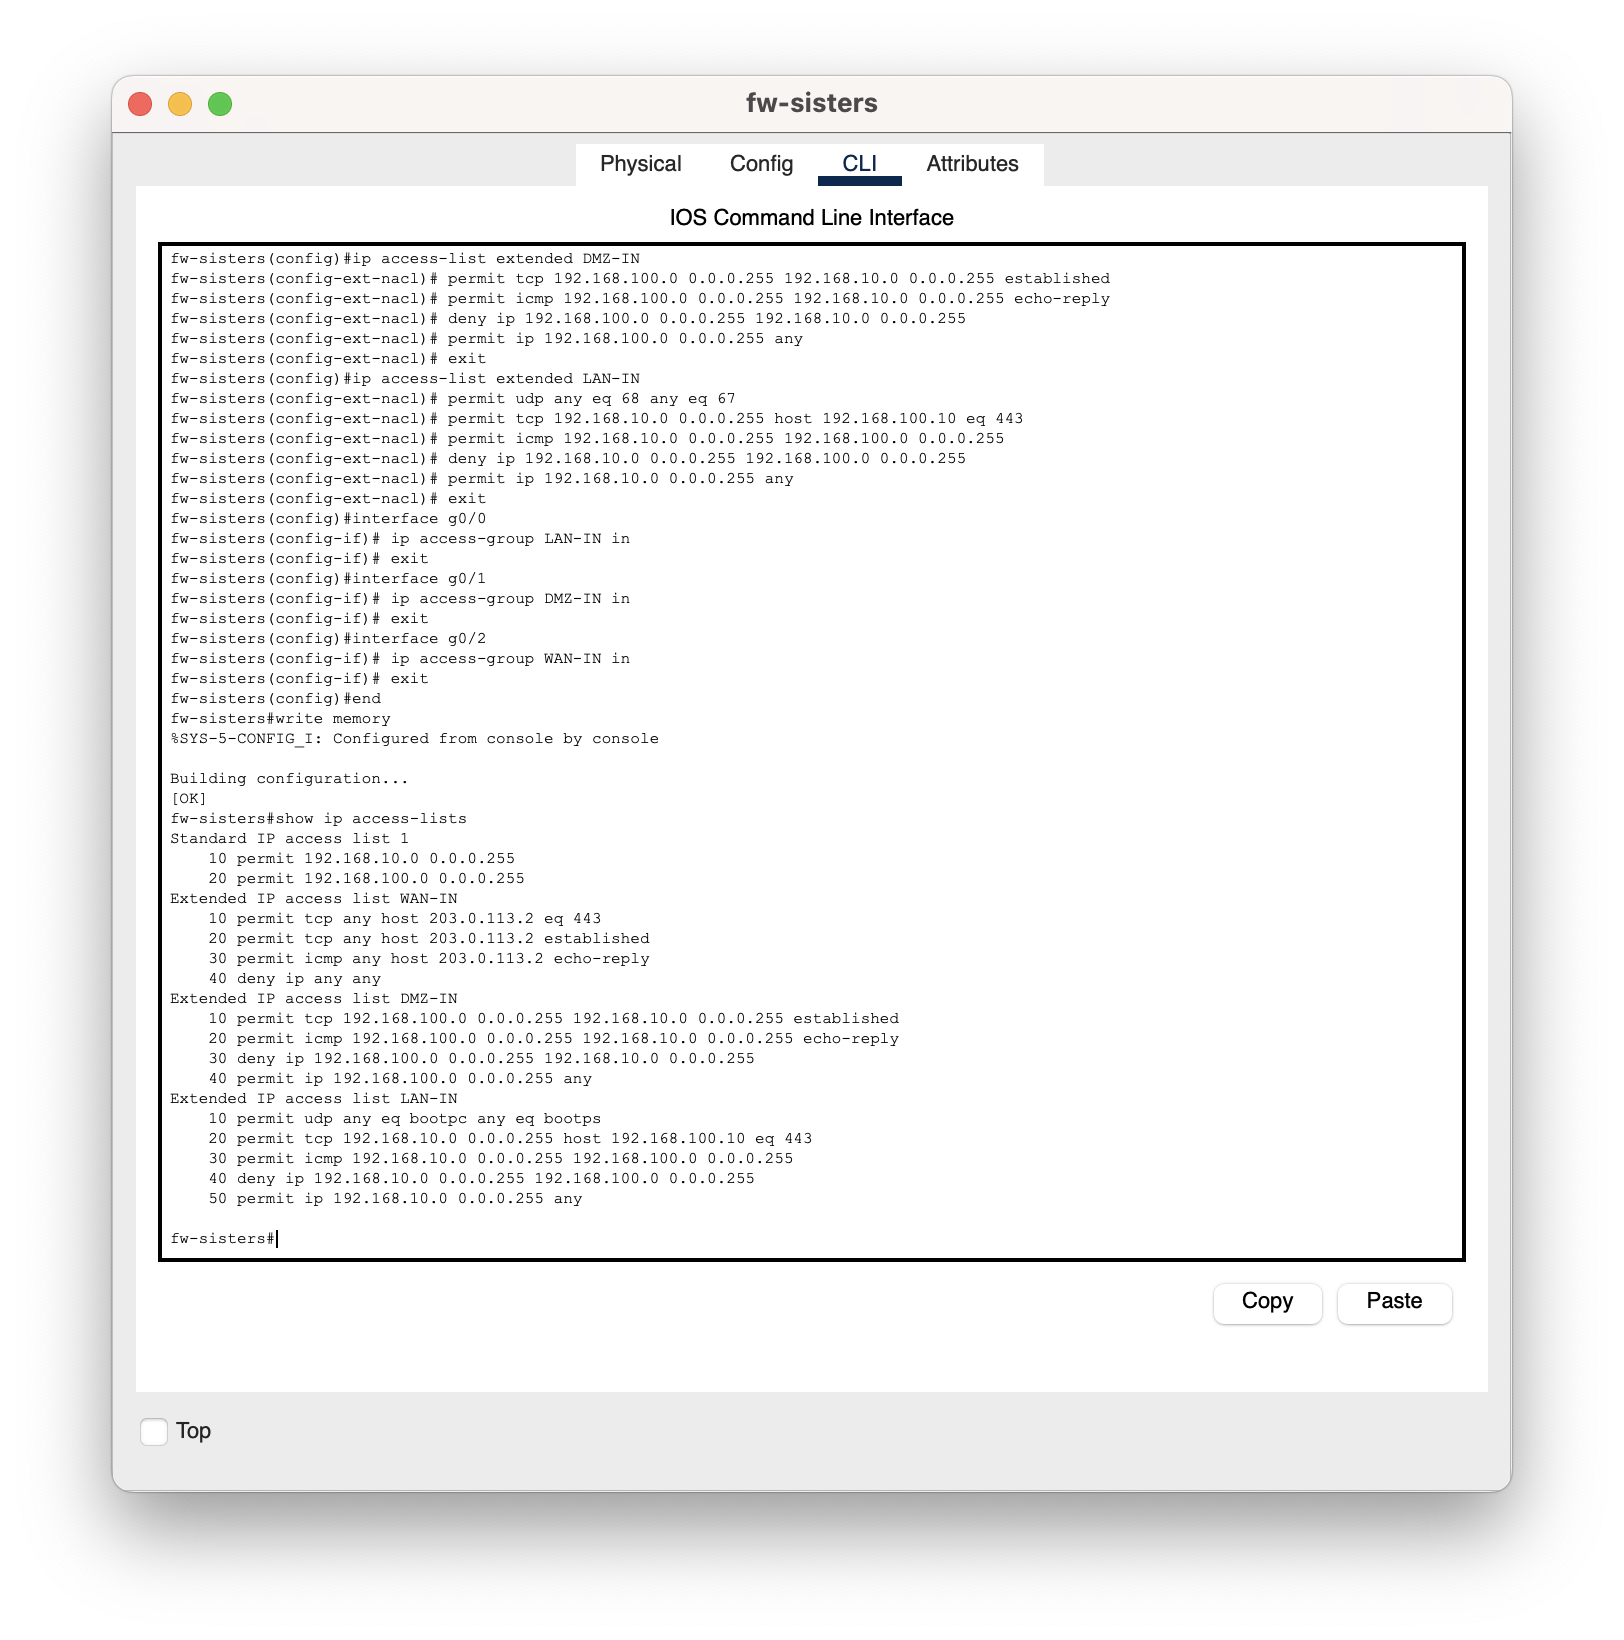 fw-sisters
Physical Config CLI Attributes
IOS Command Line Interface
fw-sisters(config)#ip access-list extended DMZ-IN
fw-sisters(config-ext-nacl)# permit tcp 192.168.100.0 0.0.0.255 192.168.10.0 0.0.0.255 established
fw-sisters(config-ext-nacl)# permit icmp 192.168.100.0 0.0.0.255 192.168.10.0 0.0.0.255 echo-reply
fw-sisters(config-ext-nacl)# deny ip 192.168.100.0 0.0.0.255 192.168.10.0 0.0.0.255
fw-sisters(config-ext-nacl)# permit ip 192.168.100.0 0.0.0.255 any
fw-sisters(config-ext-nacl)# exit
fw-sisters(config)#ip access-list extended LAN-IN
fw-sisters(config-ext-nacl)# permit udp any eq 68 any eq 67
fw-sisters(config-ext-nacl)# permit tcp 192.168.10.0 0.0.0.255 host 192.168.100.10 eq 443
fw-sisters(config-ext-nacl)# permit icmp 192.168.10.0 0.0.0.255 192.168.100.0 0.0.0.255
fw-sisters(config-ext-nacl)# deny ip 192.168.10.0 0.0.0.255 192.168.100.0 0.0.0.255
fw-sisters(config-ext-nacl)# permit ip 192.168.10.0 0.0.0.255 any
fw-sisters(config-ext-nacl)# exit
fw-sisters(config)#interface g0/0
fw-sisters(config-if)# ip access-group LAN-IN in
fw-sisters(config-if)# exit
fw-sisters(config)#interface g0/1
fw-sisters(config-if)# ip access-group DMZ-IN in
fw-sisters(config-if)# exit
fw-sisters(config)#interface g0/2
fw-sisters(config-if)# ip access-group WAN-IN in
fw-sisters(config-if)# exit
fw-sisters(config)#end
fw-sisters#write memory
%SYS-5-CONFIG_I: Configured from console by console
Building configuration...
[OK]
fw-sisters#show ip access-lists
Standard IP access list 1
    10 permit 192.168.10.0 0.0.0.255
    20 permit 192.168.100.0 0.0.0.255
Extended IP access list WAN-IN
    10 permit tcp any host 203.0.113.2 eq 443
    20 permit tcp any host 203.0.113.2 established
    30 permit icmp any host 203.0.113.2 echo-reply
    40 deny ip any any
Extended IP access list DMZ-IN
    10 permit tcp 192.168.100.0 0.0.0.255 192.168.10.0 0.0.0.255 established
    20 permit icmp 192.168.100.0 0.0.0.255 192.168.10.0 0.0.0.255 echo-reply
    30 deny ip 192.168.100.0 0.0.0.255 192.168.10.0 0.0.0.255
    40 permit ip 192.168.100.0 0.0.0.255 any
Extended IP access list LAN-IN
    10 permit udp any eq bootpc any eq bootps
    20 permit tcp 192.168.10.0 0.0.0.255 host 192.168.100.10 eq 443
    30 permit icmp 192.168.10.0 0.0.0.255 192.168.100.0 0.0.0.255
    40 deny ip 192.168.10.0 0.0.0.255 192.168.100.0 0.0.0.255
    50 permit ip 192.168.10.0 0.0.0.255 any
fw-sisters#
Copy Paste
Top